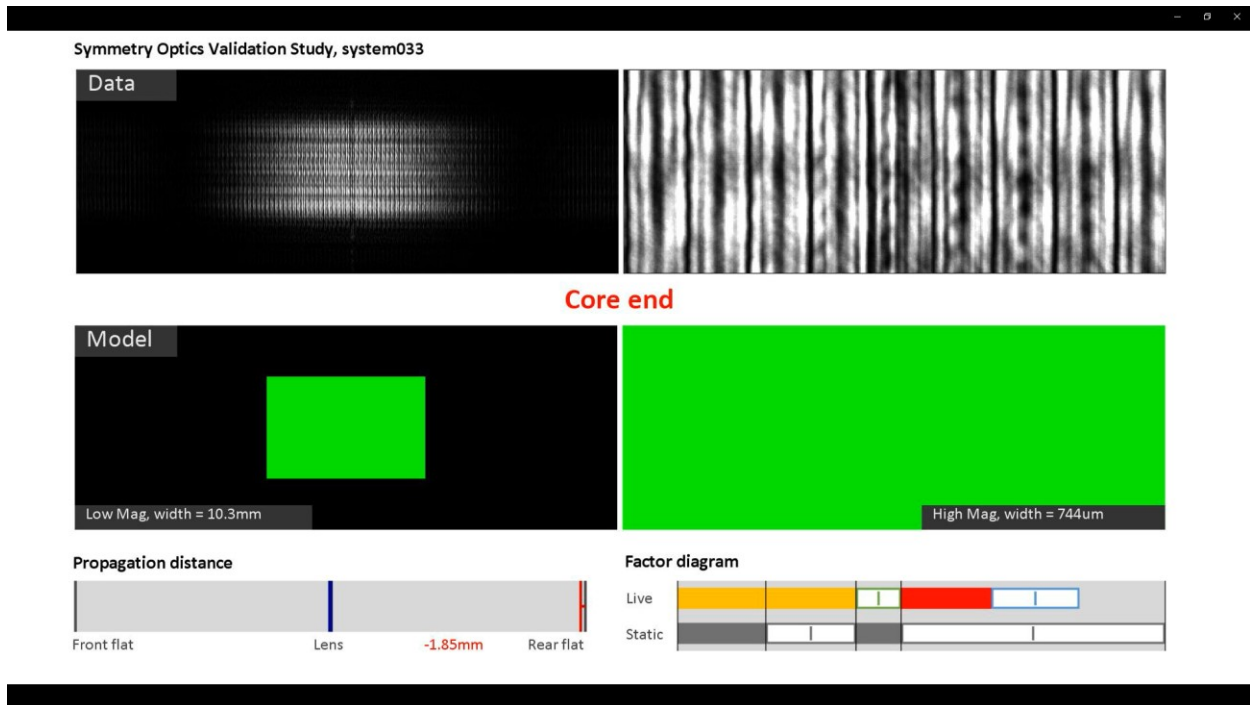 Symmetry Optics Validation Study, system033
Data
Core end
Model
Low Mag, width = 10.3mm
High Mag, width = 744um
Propagation distance
Front flat
Lens
-1.85mm
Rear flat
Factor diagram
Live
Static